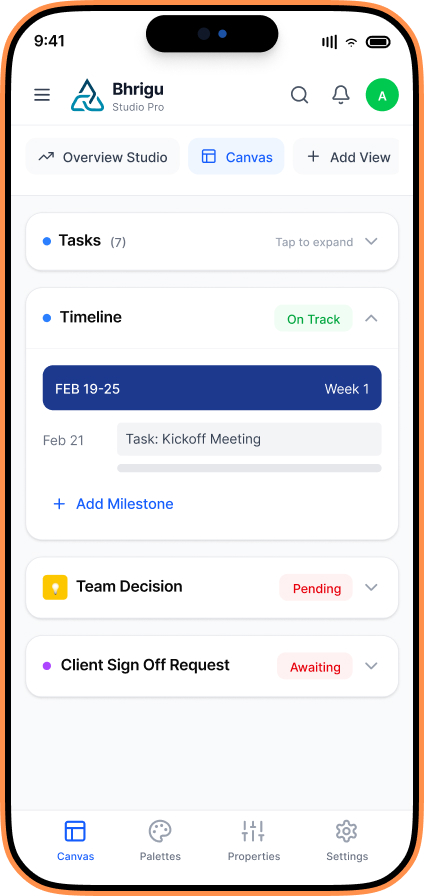 9:41
Bhrigu
Studio Pro
A
Overview Studio
Canvas
Add View
Tasks (7)
Tap to expand
Timeline
On Track
FEB 19-25
Week 1
Feb 21
Task: Kickoff Meeting
+ Add Milestone
Team Decision
Pending
Client Sign Off Request
Awaiting
Canvas
Palettes
Properties
Settings